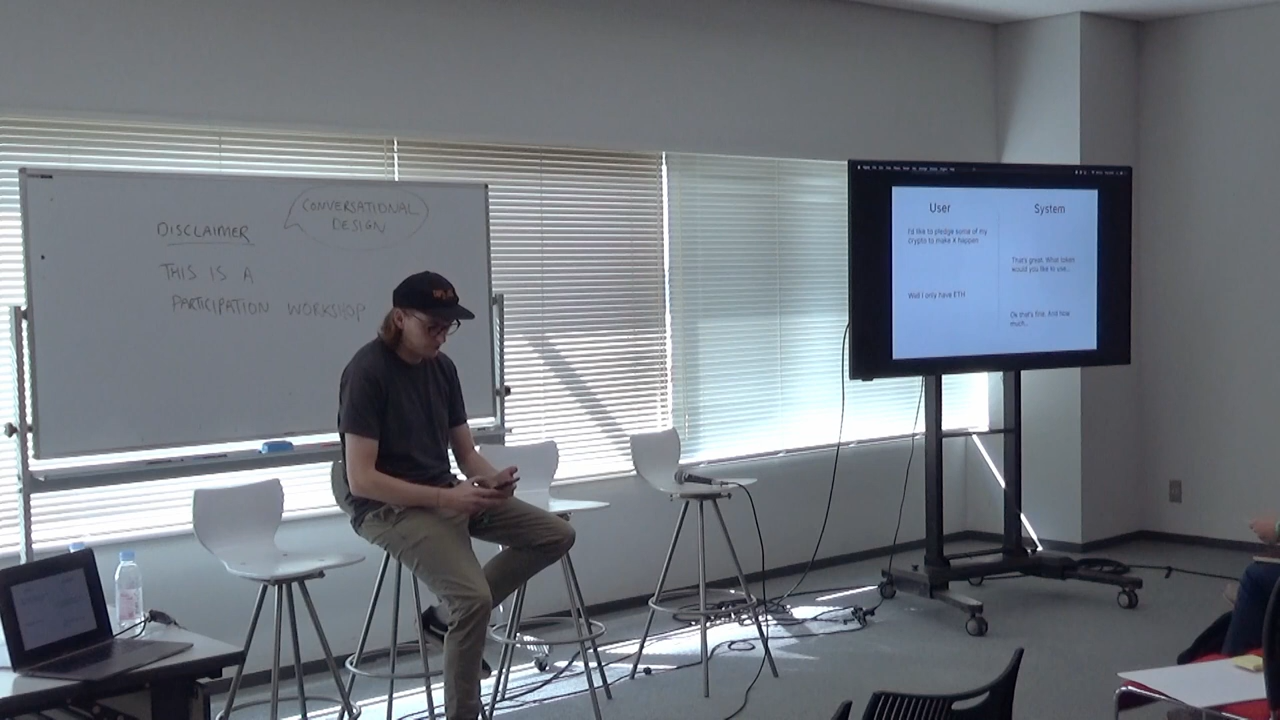 CONVERSATIONAL
DESIGN
DISCLAIMER
THIS IS A
PARTICIPATION WORKSHOP
User
System
I'd like to pledge some of my
crypto to make X happen
That's great. What token
would you like to use...
Well I only have ETH
Ok that's fine. And how
much...